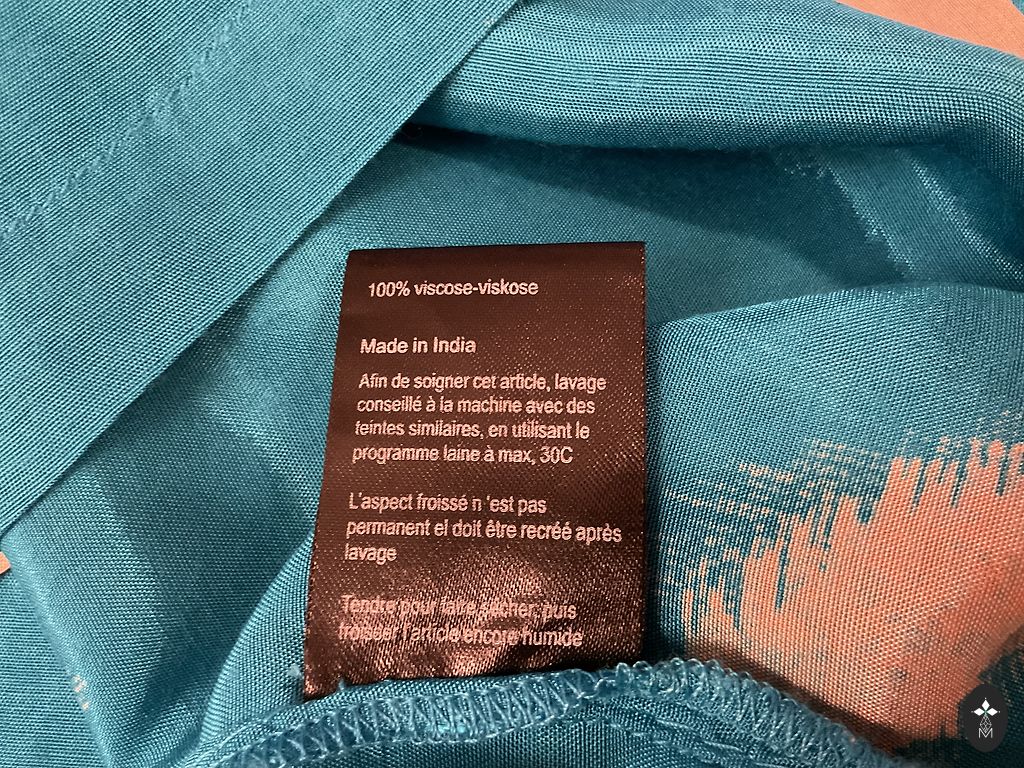 100% viscose-viskose
Made in India
Afin de soigner cet article, lavage
conseillé à la machine avec des
teintes similaires, en utilisant le
programme laine à max, 30C
L'aspect froissé n 'est pas
permanent el doit être recréé après
lavage
Tendre pour faire sécher, puis
froisser l'article encore humide
M